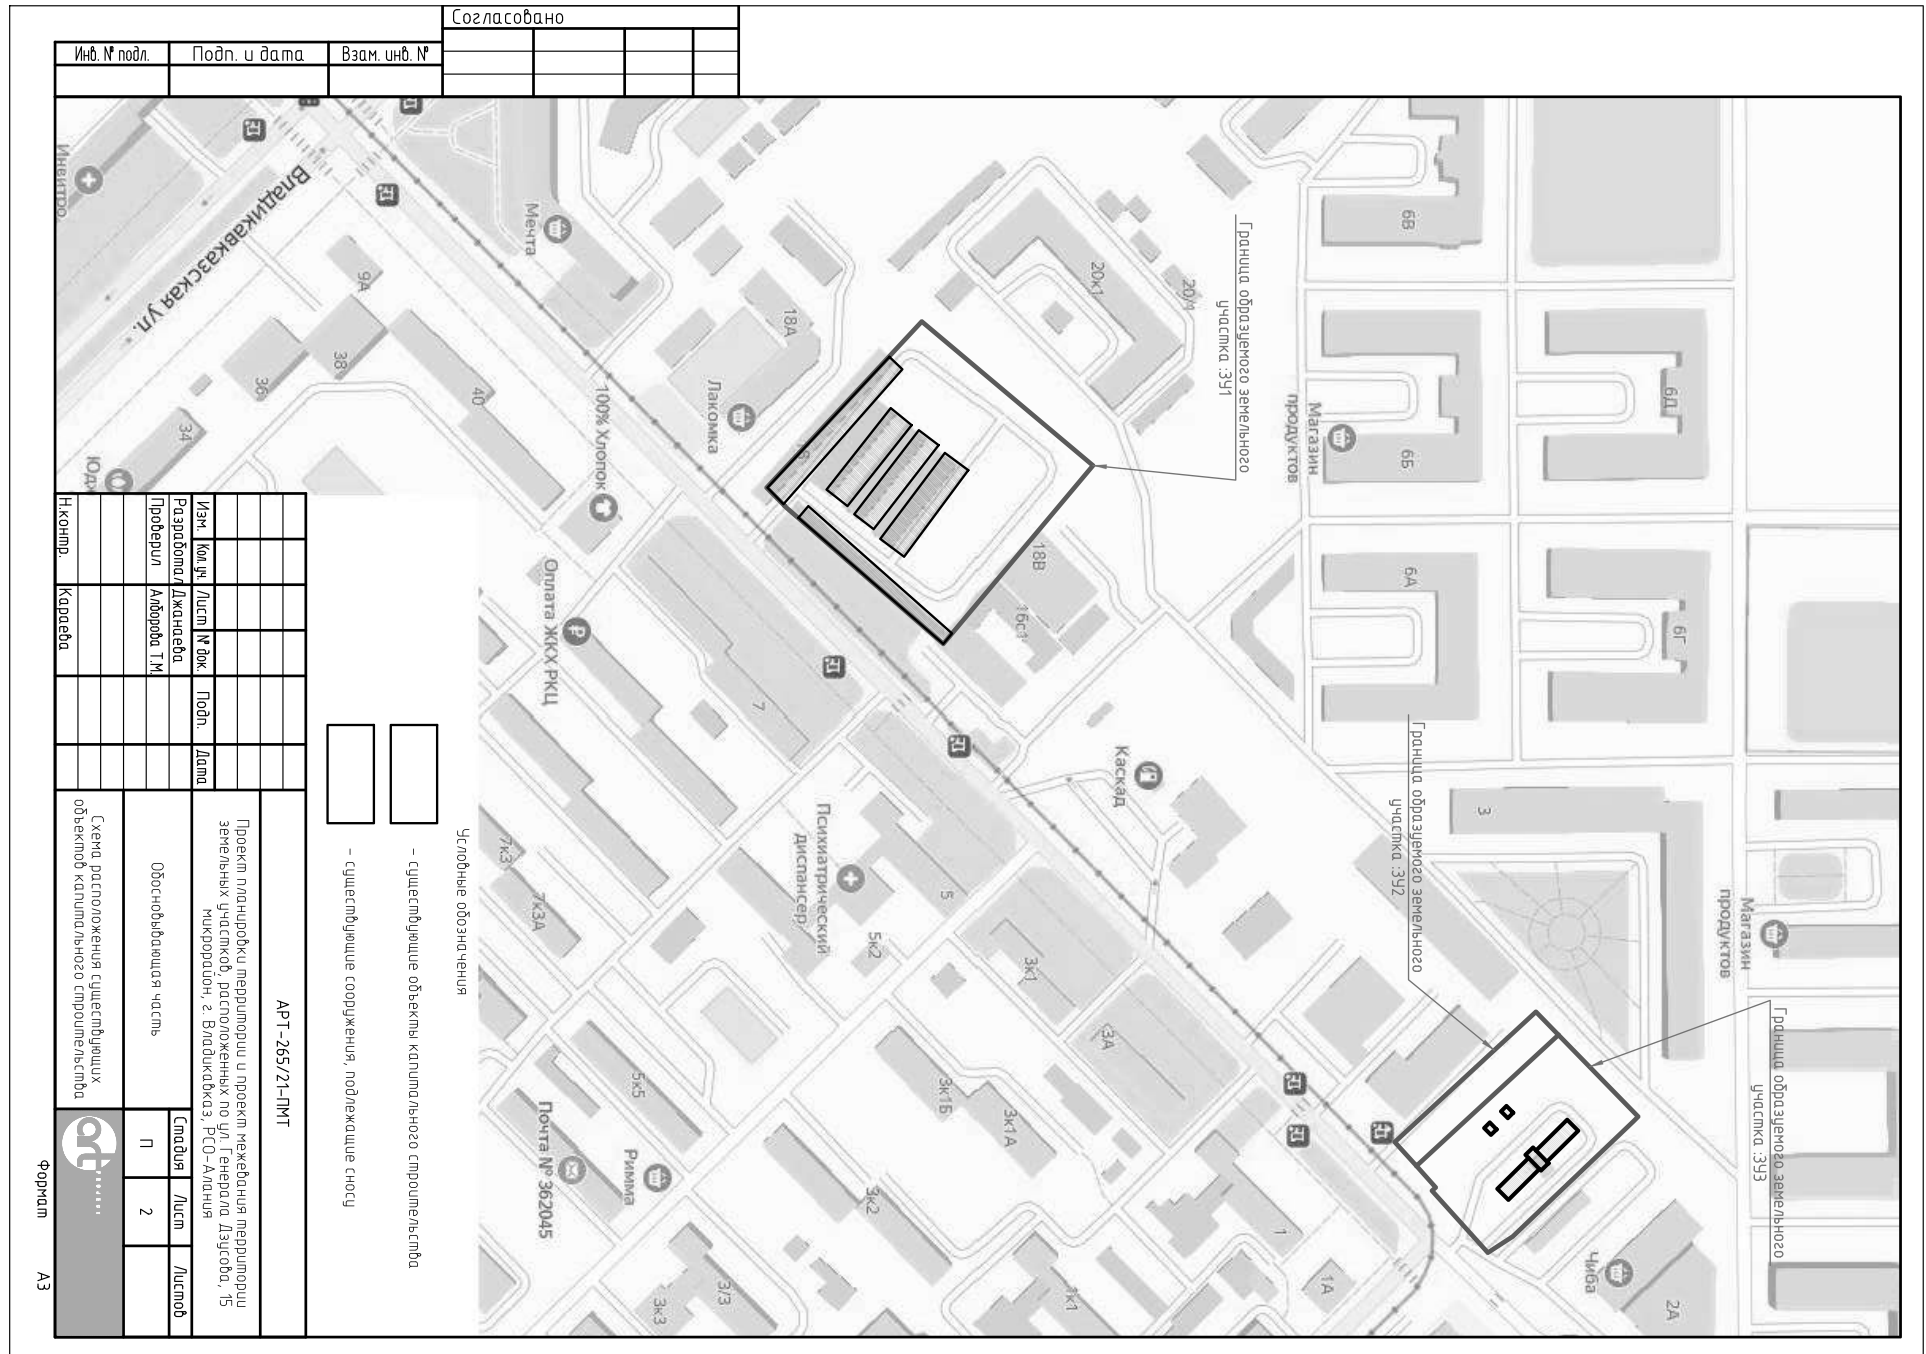 Согласовано
Инв. № подл.
Подп. и дата
Взам. инв. №
Инвитро
Владикавказская ул.
Мечта
9А
38
36
34
40
Юдж
100% Хлопок
Лакомка
18А
20к1
20/1
18В
16с1
Граница образуемого земельного
участка :ЗУ1
6В
6Б
6Д
6А
6Г
Магазин
продуктов
Оплата ЖКХ РКЦ
7
Каскад
3
Граница образуемого земельного
участка :ЗУ2
Магазин
продуктов
Граница образуемого земельного
участка :ЗУ3
Психиатрический
диспансер
5
5к2
7к3
7к3А
3к1
3А
3к1Б
3к1А
5к5
Почта № 362045
Римма
3к2
3/3
3к3
1
1А
1к1
Чиба
2А
Условные обозначения
- существующие объекты капитального строительства
- существующие сооружения, подлежащие сносу
АРТ-265/21-ПМТ
Проект планировки территории и проект межевания территории
земельных участков, расположенных по ул. Генерала Дзусова, 15
микрорайон, г. Владикавказ, РСО-Алания
Изм. Кол.уч. Лист № док. Подп. Дата
Разработал Джанаева
Проверил Алборова Т.М.
Н.контр. Караева
Обосновывающая часть
Стадия Лист Листов
П 2
Схема расположения существующих
объектов капитального строительства
art
Формат А3